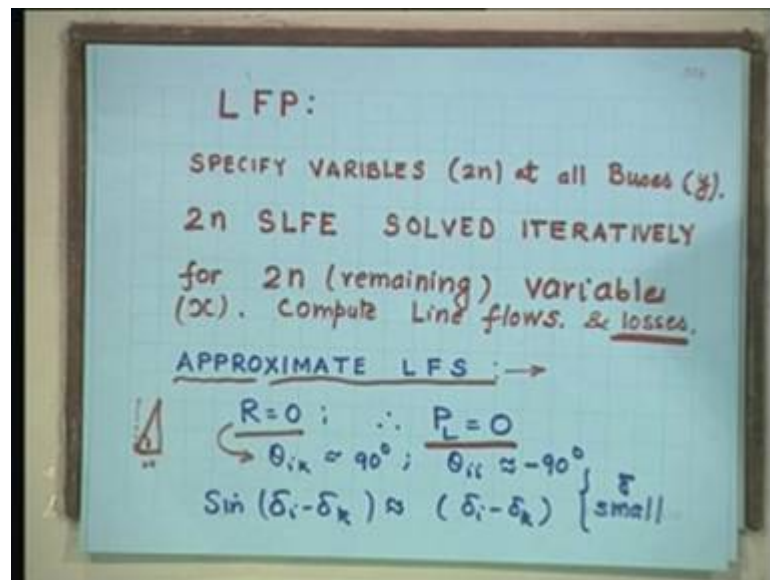 LFP:
SPECIFY VARIBLES (2n) at all Buses (y).
2n SLFE SOLVED ITERATIVELY
for 2n (remaining) variables
(x). Compute Line flows. & losses.
APPROXIMATE LFS :→
R=0 ; ∴ P_L=0
θ_ik ≈ 90° ; θ_ii ≈ -90°
Sin (δ_i-δ_k) ≈ (δ_i-δ_k) { small